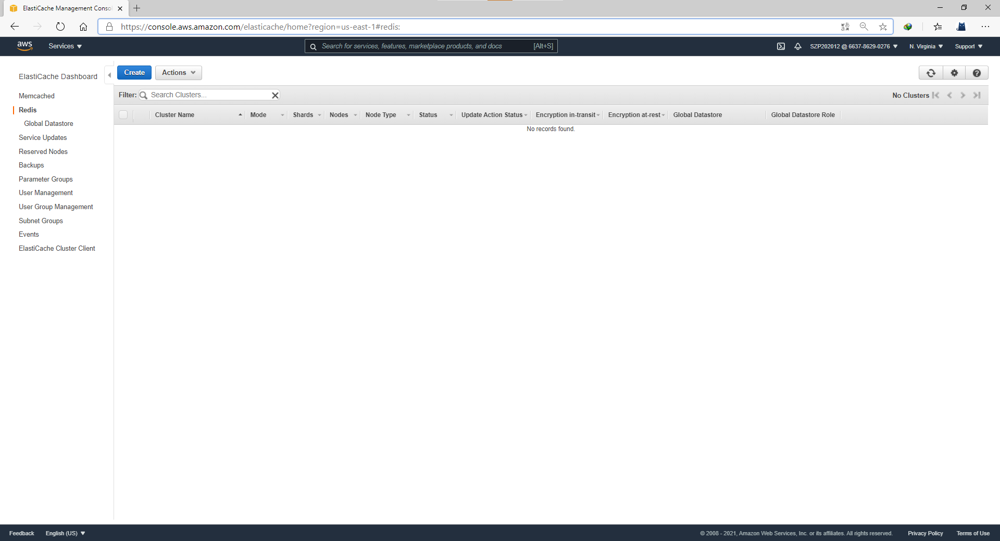 ElastiCache Management Conso
https://console.aws.amazon.com/elasticache/home?region=us-east-1#redis:
aws Services Search for services, features, marketplace products, and docs [Alt+S] SZP202012 @ 6637-8629-0276 N. Virginia Support
ElastiCache Dashboard
Memcached
Redis
Global Datastore
Service Updates
Reserved Nodes
Backups
Parameter Groups
User Management
User Group Management
Subnet Groups
Events
ElastiCache Cluster Client
Create Actions
Filter: Search Clusters... No Clusters
Cluster Name Mode Shards Nodes Node Type Status Update Action Status Encryption in-transit Encryption at-rest Global Datastore Global Datastore Role
No records found.
Feedback English (US) © 2008 - 2021, Amazon Web Services, Inc. or its affiliates. All rights reserved. Privacy Policy Terms of Use